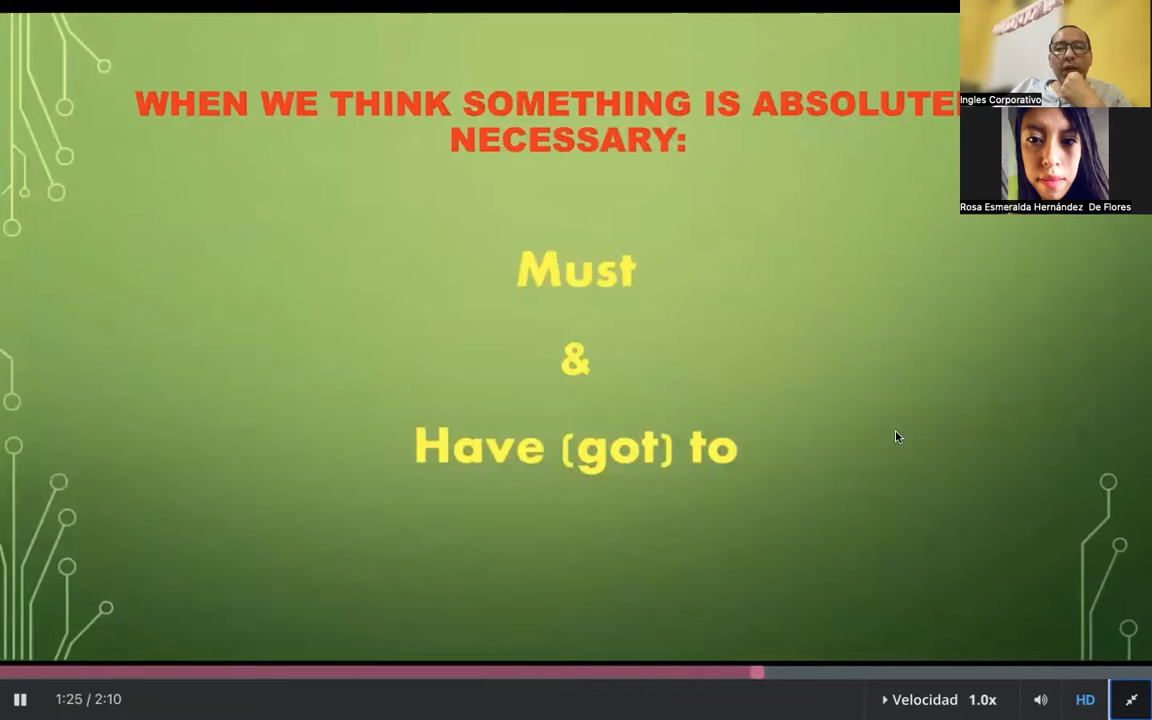 WHEN WE THINK SOMETHING IS ABSOLUTE
NECESSARY:
Must
&
Have (got) to
Ingles Corporativo
Rosa Esmeralda Hernández De Flores
1:25 / 2:10
Velocidad 1.0x
HD